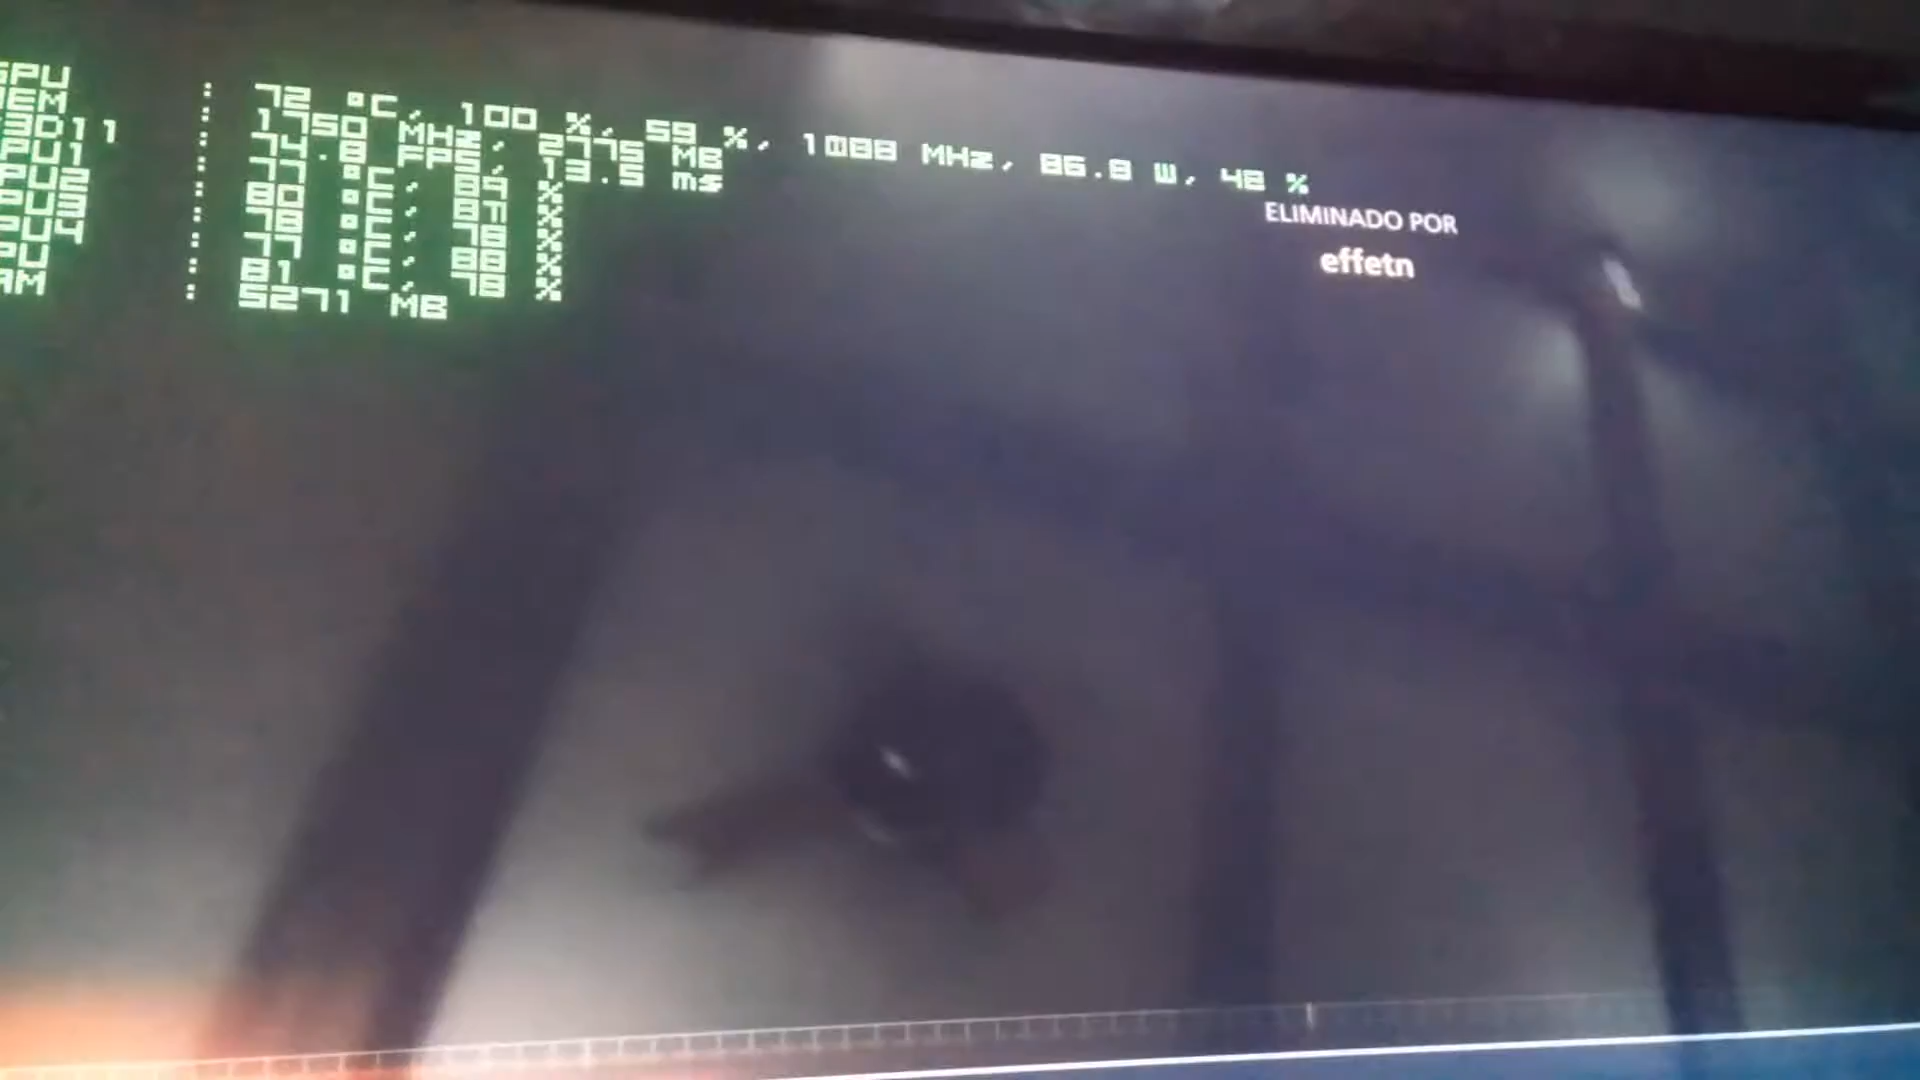 GPU : 72 °C, 100 %, 59 %, 1088 MHz, 86.8 W, 48 %
MEM : 1750 MHz, 2775 MB
D3D11 : 74.8 FPS, 13.5 ms
CPU1 : 77 °C, 89 %
CPU2 : 80 °C, 87 %
CPU3 : 78 °C, 78 %
CPU4 : 77 °C, 88 %
CPU : 81 °C, 78 %
RAM : 5271 MB
ELIMINADO POR
effetn